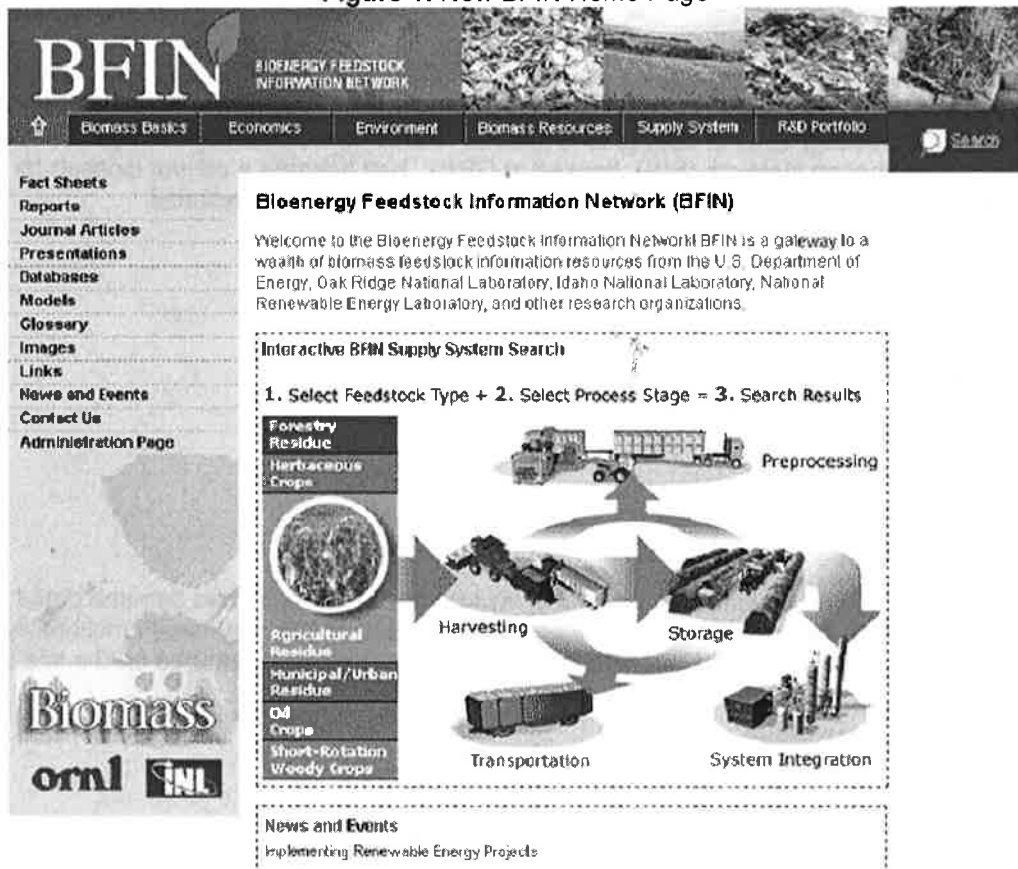 Figure 1. New BFIN Home Page
BFIN
BIOENERGY FEEDSTOCK
INFORMATION NETWORK
Biomass Basics
Economics
Environment
Biomass Resources
Supply System
R&D Portfolio
Search
Fact Sheets
Reports
Journal Articles
Presentations
Databases
Models
Glossary
Images
Links
News and Events
Contact Us
Administration Page
Biomass
ornl
INL
Bioenergy Feedstock Information Network (BFIN)
Welcome to the Bioenergy Feedstock Information Network! BFIN is a gateway to a
wealth of biomass feedstock information resources from the U.S. Department of
Energy, Oak Ridge National Laboratory, Idaho National Laboratory, National
Renewable Energy Laboratory, and other research organizations.
Interactive BFIN Supply System Search
1. Select Feedstock Type + 2. Select Process Stage = 3. Search Results
Forestry
Residue
Herbaceous
Crops
Agricultural
Residue
Municipal/Urban
Residue
Oil
Crops
Short-Rotation
Woody Crops
Preprocessing
Harvesting
Storage
Transportation
System Integration
News and Events
Implementing Renewable Energy Projects